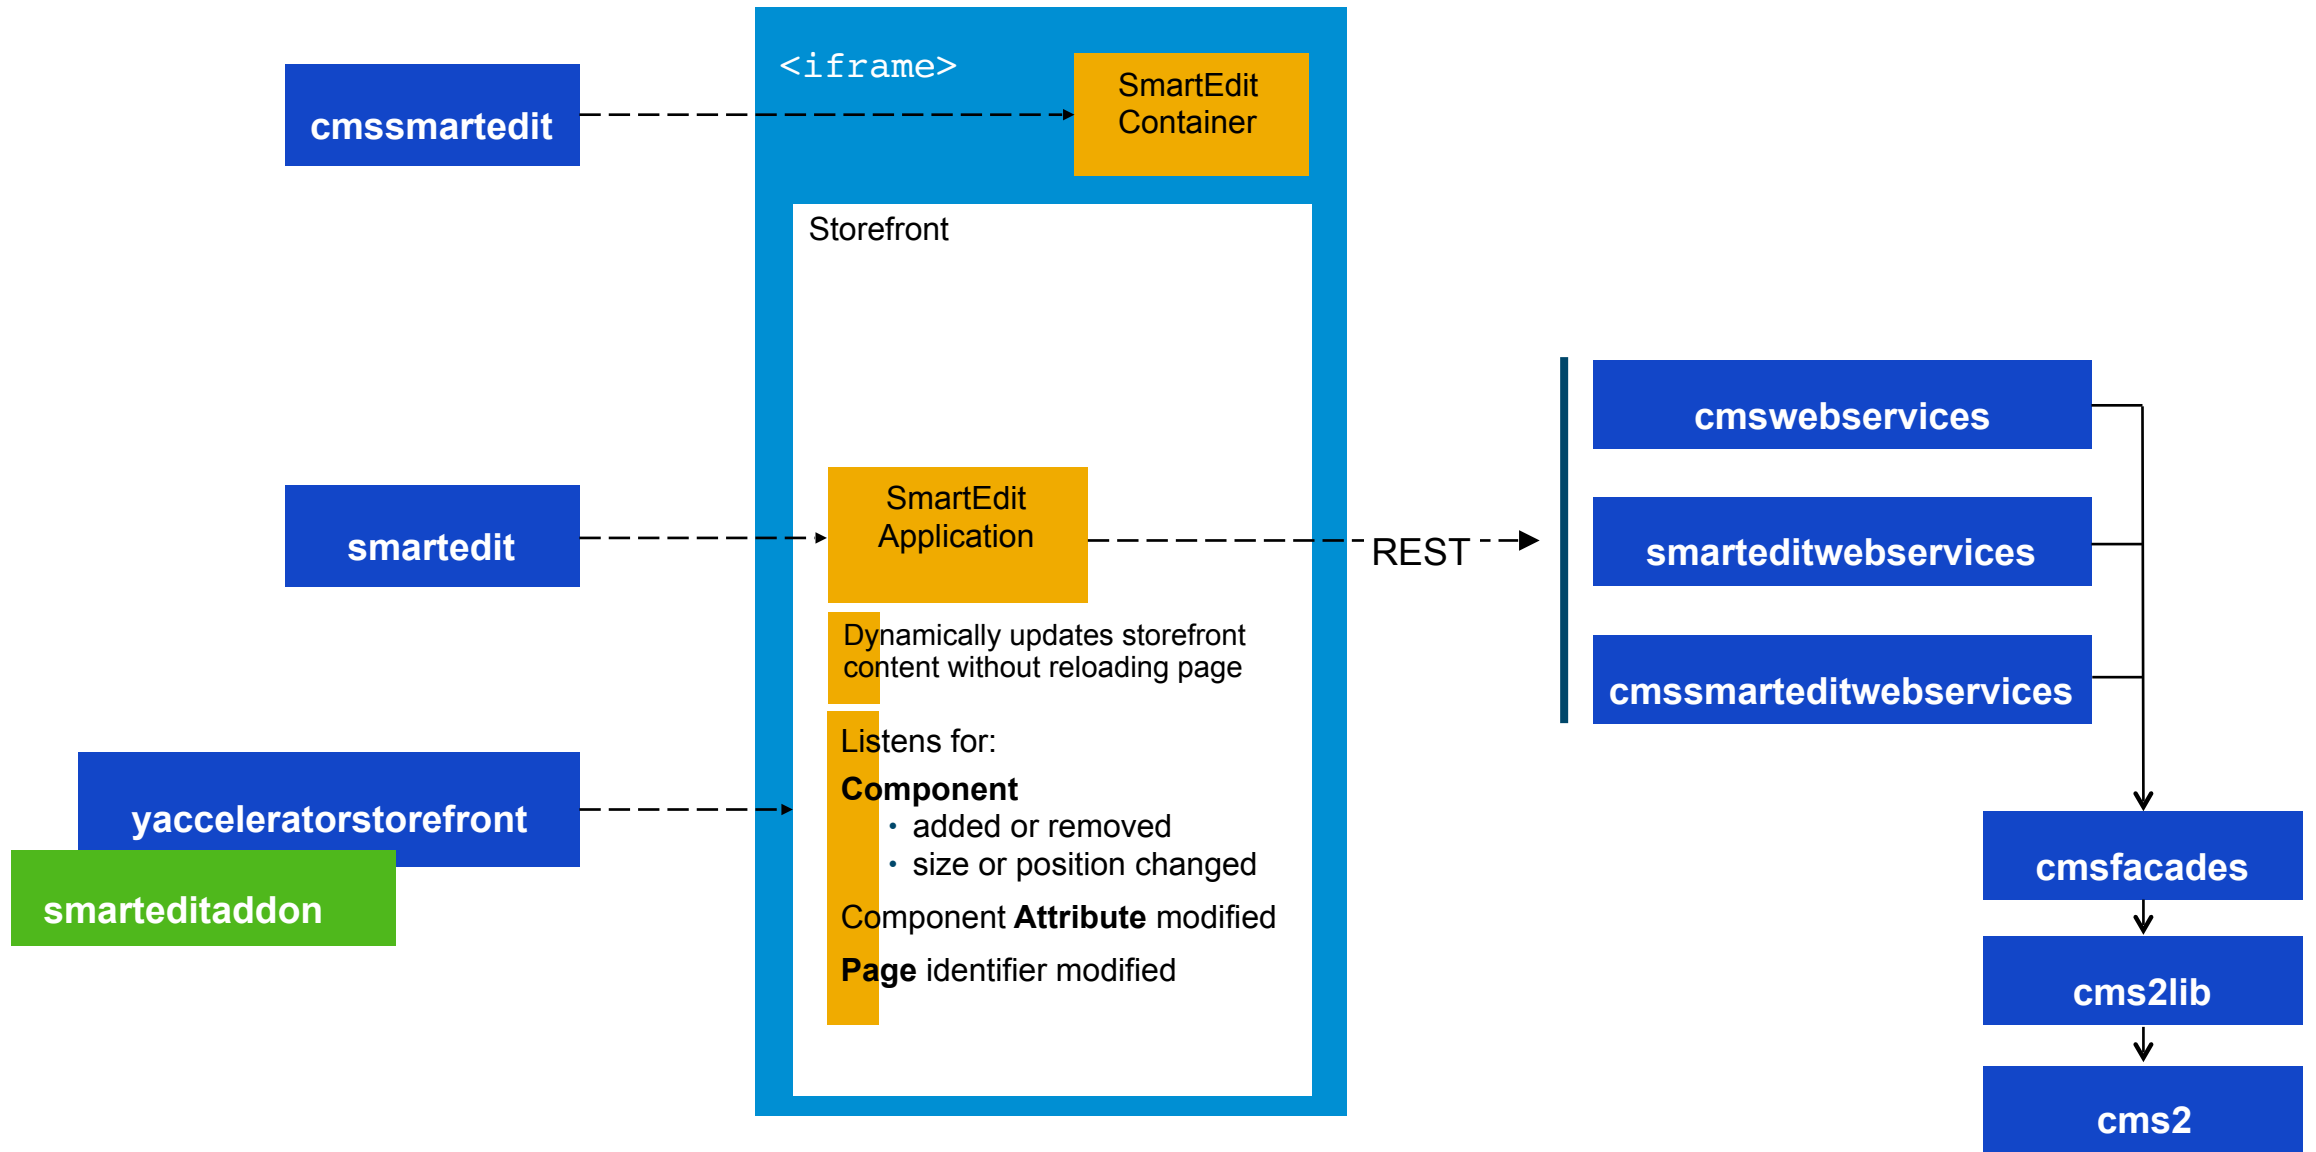 <iframe>
SmartEdit
Container
cmssmartedit
Storefront
cmswebservices
SmartEdit
Application
smartedit
REST
smarteditwebservices
Dynamically updates storefront
content without reloading page
cmssmarteditwebservices
Listens for:
Component
• added or removed
• size or position changed
Component Attribute modified
Page identifier modified
yacceleratorstorefront
smarteditaddon
cmsfacades
cms2lib
cms2